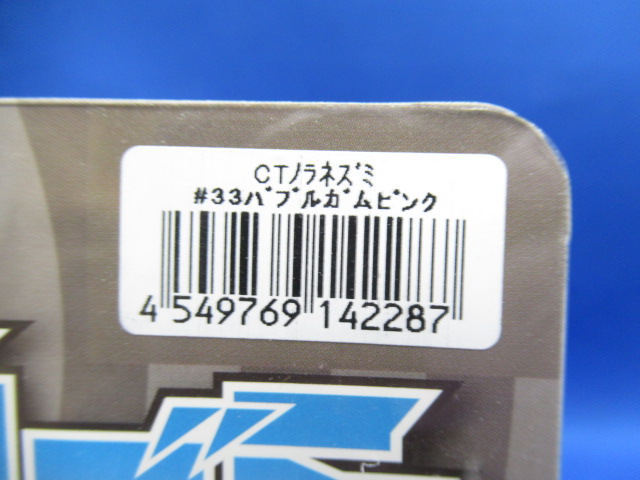 CTﾉﾗﾈｽﾞﾐ
#33ﾊﾞﾌﾞﾙｶﾞﾑﾋﾟﾝｸ
4 549769 142287